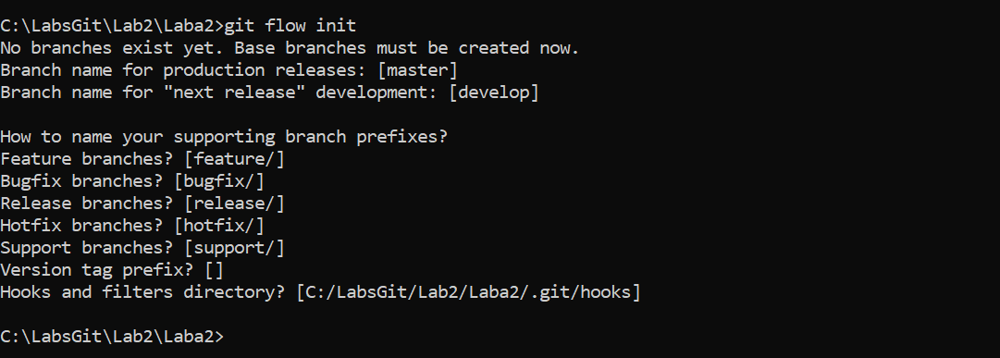 C:\LabsGit\Lab2\Laba2>git flow init
No branches exist yet. Base branches must be created now.
Branch name for production releases: [master]
Branch name for "next release" development: [develop]
How to name your supporting branch prefixes?
Feature branches? [feature/]
Bugfix branches? [bugfix/]
Release branches? [release/]
Hotfix branches? [hotfix/]
Support branches? [support/]
Version tag prefix? []
Hooks and filters directory? [C:/LabsGit/Lab2/Laba2/.git/hooks]
C:\LabsGit\Lab2\Laba2>